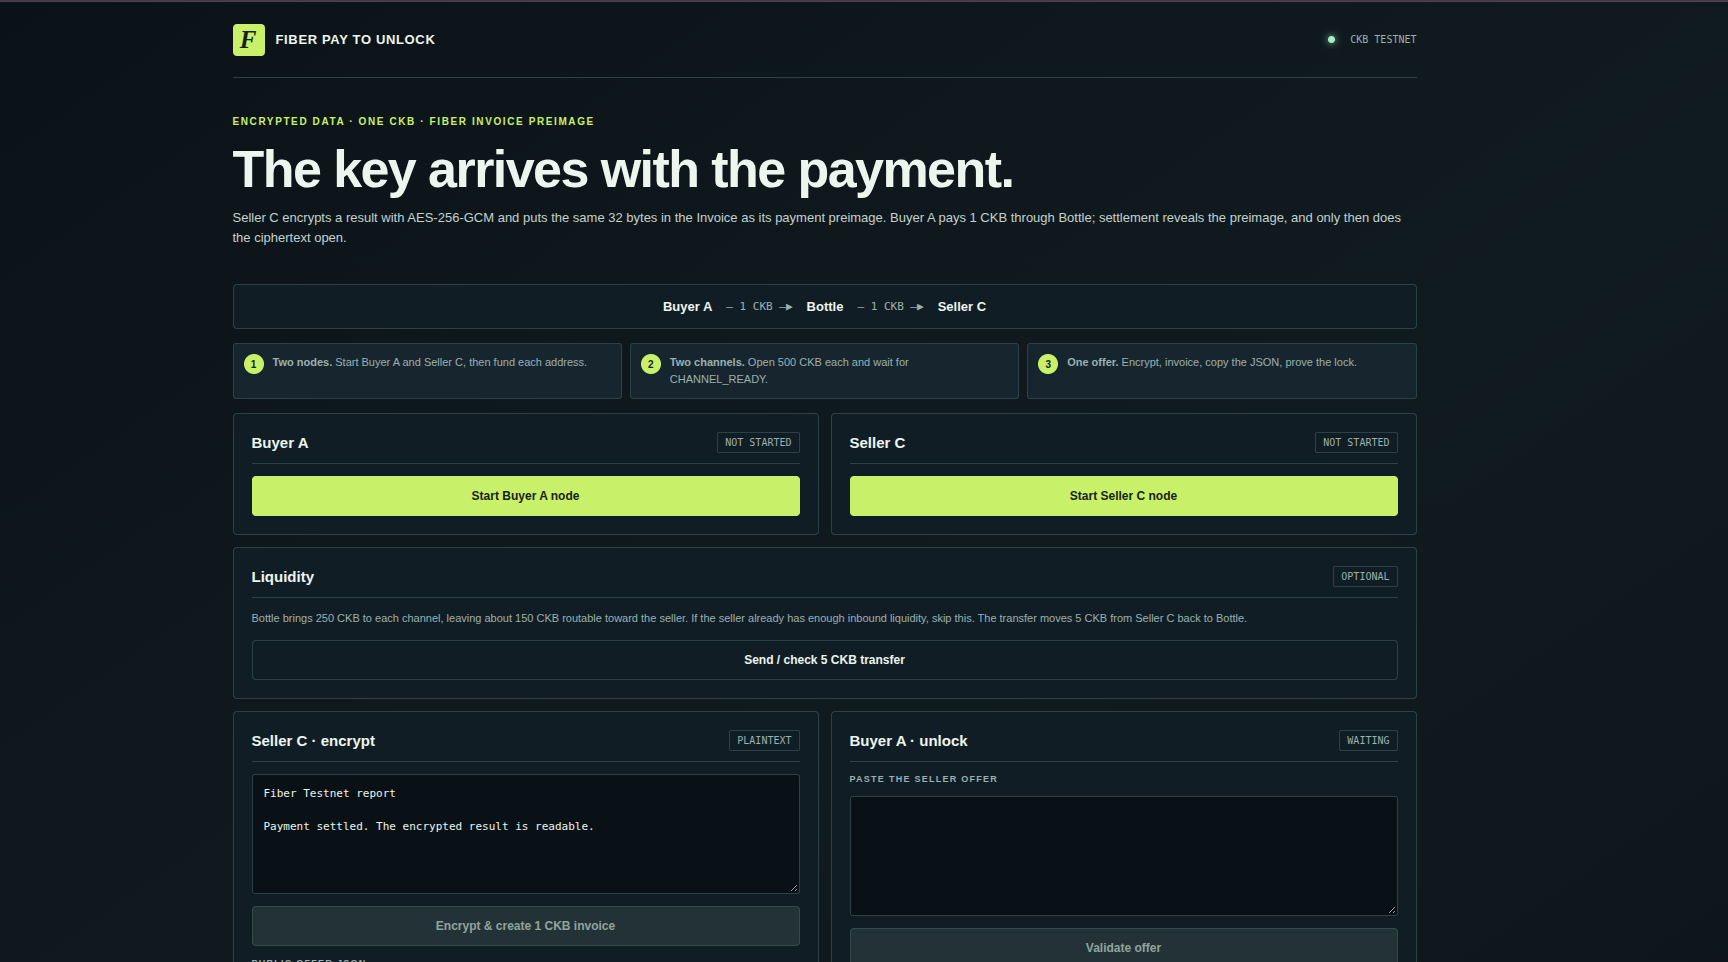 F FIBER PAY TO UNLOCK
CKB TESTNET
ENCRYPTED DATA · ONE CKB · FIBER INVOICE PREIMAGE
The key arrives with the payment.
Seller C encrypts a result with AES-256-GCM and puts the same 32 bytes in the Invoice as its payment preimage. Buyer A pays 1 CKB through Bottle; settlement reveals the preimage, and only then does
the ciphertext open.
Buyer A — 1 CKB —▶ Bottle — 1 CKB —▶ Seller C
1 Two nodes. Start Buyer A and Seller C, then fund each address.
2 Two channels. Open 500 CKB each and wait for
CHANNEL_READY.
3 One offer. Encrypt, invoice, copy the JSON, prove the lock.
Buyer A NOT STARTED
Start Buyer A node
Seller C NOT STARTED
Start Seller C node
Liquidity OPTIONAL
Bottle brings 250 CKB to each channel, leaving about 150 CKB routable toward the seller. If the seller already has enough inbound liquidity, skip this. The transfer moves 5 CKB from Seller C back to Bottle.
Send / check 5 CKB transfer
Seller C · encrypt PLAINTEXT
Fiber Testnet report
Payment settled. The encrypted result is readable.
Encrypt & create 1 CKB invoice
PUBLIC OFFER JSON
Buyer A · unlock WAITING
PASTE THE SELLER OFFER
Validate offer